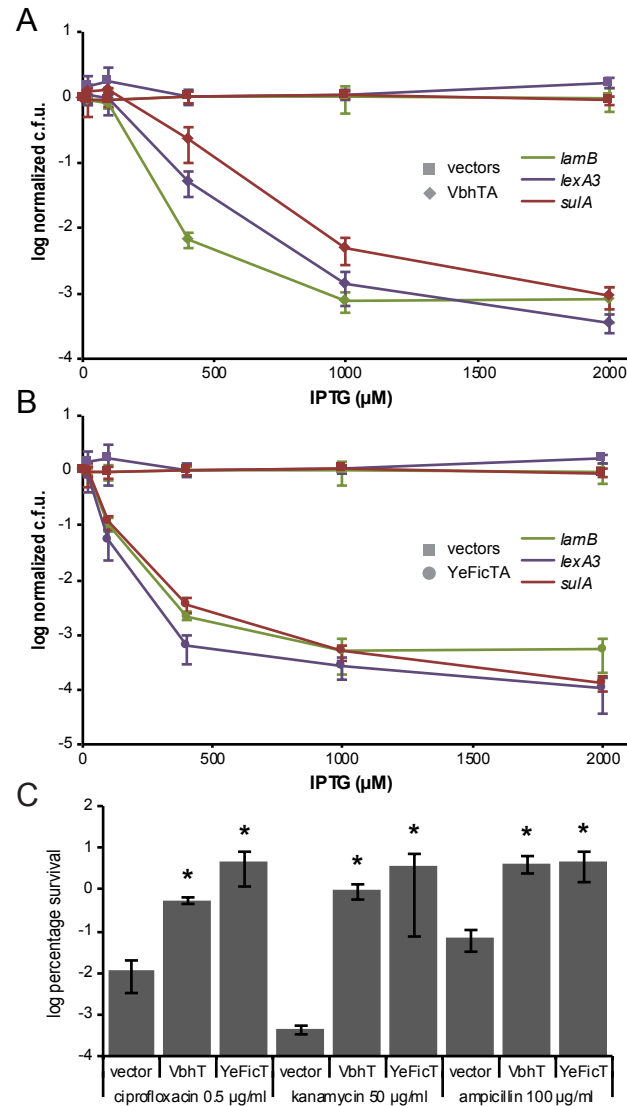 A
1
0
-1
-2
-3
-4
log normalized c.f.u.
vectors
VbhTA
lamB
lexA3
sulA
0
500
1000
1500
2000
IPTG (µM)
B
1
0
-1
-2
-3
-4
-5
log normalized c.f.u.
vectors
YeFicTA
lamB
lexA3
sulA
0
500
1000
1500
2000
IPTG (µM)
C
2
1
0
-1
-2
-3
-4
log percentage survival
* * * * * *
vector VbhT YeFicT vector VbhT YeFicT vector VbhT YeFicT
ciprofloxacin 0.5 µg/ml kanamycin 50 µg/ml ampicillin 100 µg/ml